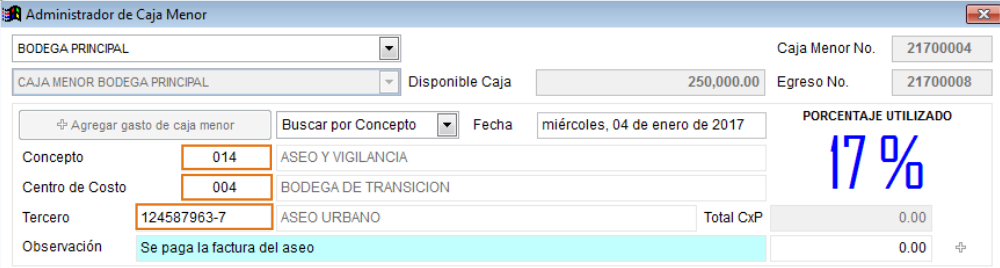 Administrador de Caja Menor
BODEGA PRINCIPAL Caja Menor No. 21700004
CAJA MENOR BODEGA PRINCIPAL Disponible Caja 250,000.00 Egreso No. 21700008
Agregar gasto de caja menor Buscar por Concepto Fecha miércoles, 04 de enero de 2017 PORCENTAJE UTILIZADO
17 %
Concepto 014 ASEO Y VIGILANCIA
Centro de Costo 004 BODEGA DE TRANSICION
Tercero 124587963-7 ASEO URBANO Total CxP 0.00
Observación Se paga la factura del aseo 0.00